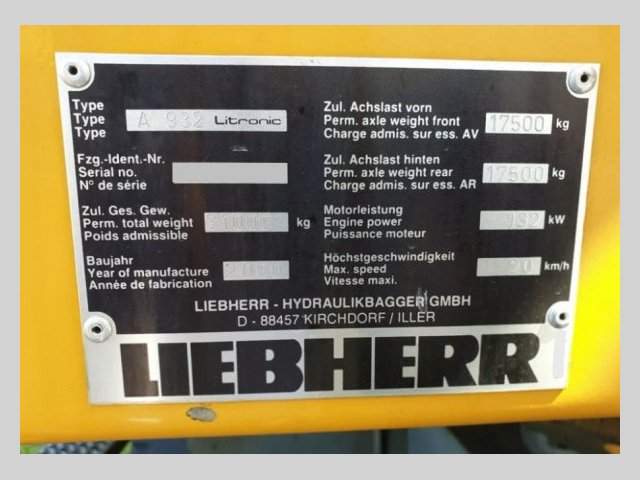 Type
Type A 932 Litronic
Type
Fzg.-Ident.-Nr.
Serial no.
N° de série
Zul. Ges. Gew.
Perm. total weight kg
Poids admissible
Baujahr
Year of manufacture
Année de fabrication
Zul. Achslast vorn
Perm. axle weight front 17500 kg
Charge admis. sur ess. AV
Zul. Achslast hinten
Perm. axle weight rear 17500 kg
Charge admis. sur ess. AR
Motorleistung
Engine power kW
Puissance moteur
Höchstgeschwindigkeit
Max. speed 20 km/h
Vitesse maxi.
LIEBHERR - HYDRAULIKBAGGER GMBH
D - 88457 KIRCHDORF / ILLER
LIEBHERR